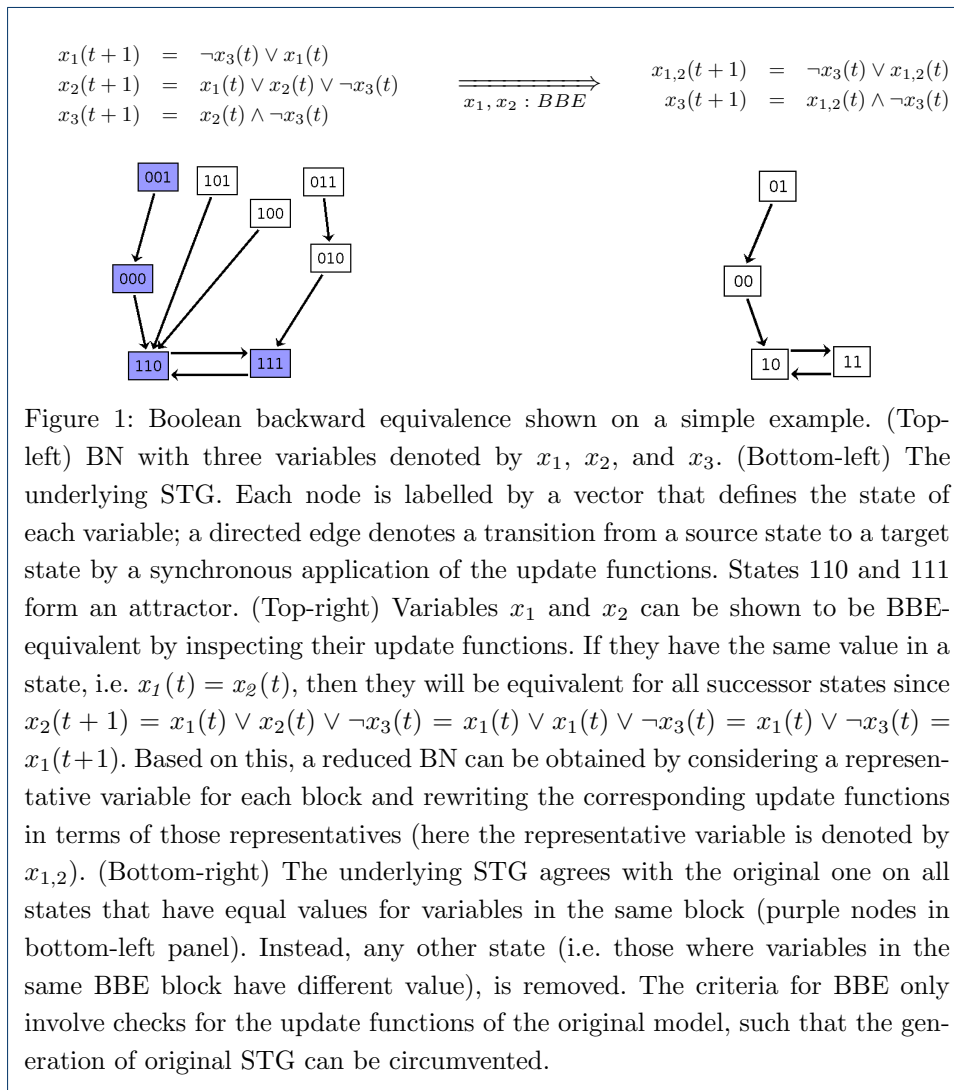 x₁(t + 1) = ¬x₃(t) ∨ x₁(t)
x₂(t + 1) = x₁(t) ∨ x₂(t) ∨ ¬x₃(t)
x₃(t + 1) = x₂(t) ∧ ¬x₃(t)
x₁, x₂ : BBE
x₁,₂(t + 1) = ¬x₃(t) ∨ x₁,₂(t)
x₃(t + 1) = x₁,₂(t) ∧ ¬x₃(t)
001 101 011
100
000 010
110 111
01
00
10 11
Figure 1: Boolean backward equivalence shown on a simple example. (Top-
left) BN with three variables denoted by x₁, x₂, and x₃. (Bottom-left) The
underlying STG. Each node is labelled by a vector that defines the state of
each variable; a directed edge denotes a transition from a source state to a target
state by a synchronous application of the update functions. States 110 and 111
form an attractor. (Top-right) Variables x₁ and x₂ can be shown to be BBE-
equivalent by inspecting their update functions. If they have the same value in a
state, i.e. x₁(t) = x₂(t), then they will be equivalent for all successor states since
x₂(t + 1) = x₁(t) ∨ x₂(t) ∨ ¬x₃(t) = x₁(t) ∨ x₁(t) ∨ ¬x₃(t) = x₁(t) ∨ ¬x₃(t) =
x₁(t+1). Based on this, a reduced BN can be obtained by considering a represen-
tative variable for each block and rewriting the corresponding update functions
in terms of those representatives (here the representative variable is denoted by
x₁,₂). (Bottom-right) The underlying STG agrees with the original one on all
states that have equal values for variables in the same block (purple nodes in
bottom-left panel). Instead, any other state (i.e. those where variables in the
same BBE block have different value), is removed. The criteria for BBE only
involve checks for the update functions of the original model, such that the gen-
eration of original STG can be circumvented.